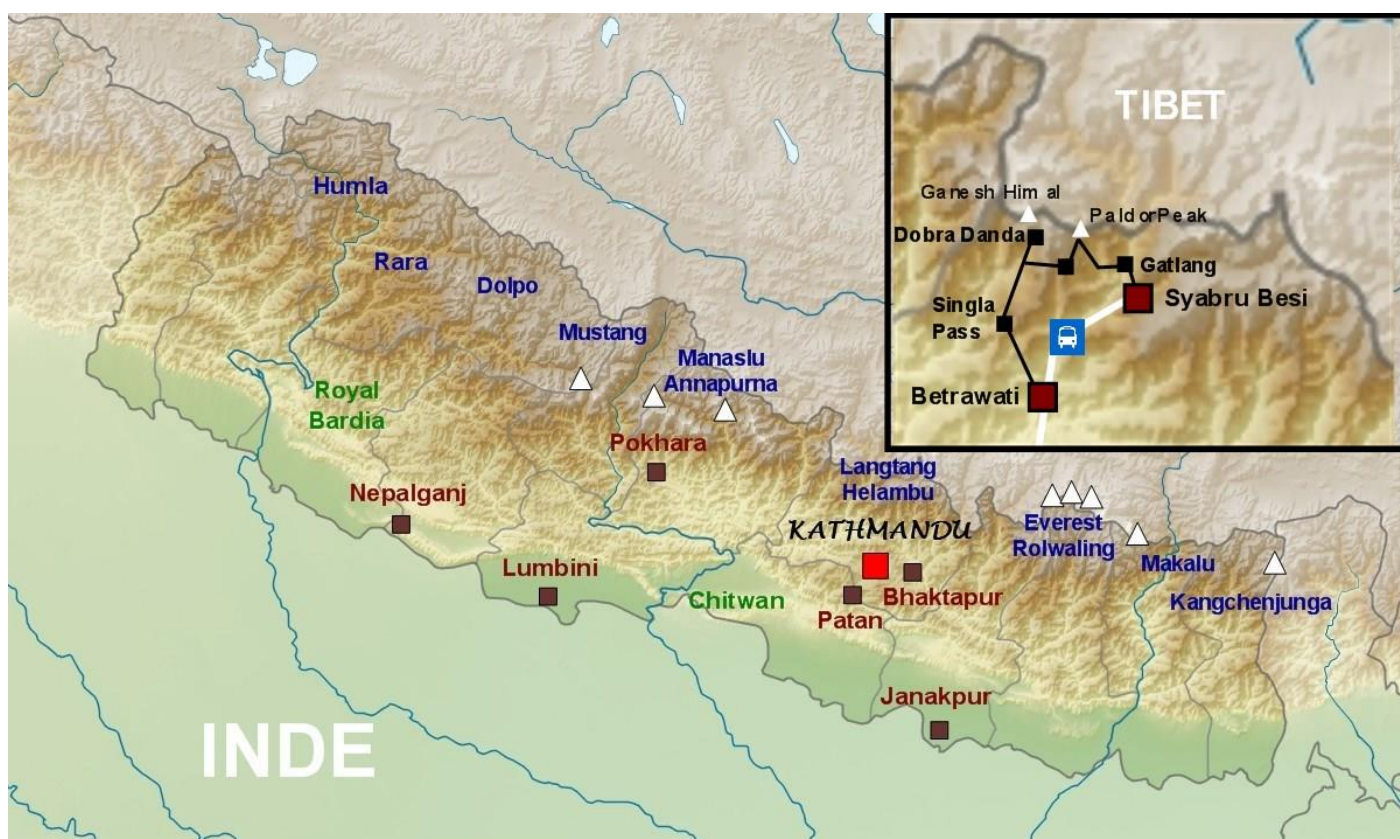 TIBET
Ganesh Himal
Paldor Peak
Dobra Danda
Gatlang
Syabru Besi
Singla
Pass
Betrawati
Humla
Rara
Dolpo
Mustang
Manaslu
Annapurna
Royal
Bardia
Pokhara
Nepalganj
Langtang
Helambu
KATHMANDU
Everest
Rolwaling
Makalu
Kangchenjunga
Lumbini
Chitwan
Bhaktapur
Patan
Janakpur
INDE